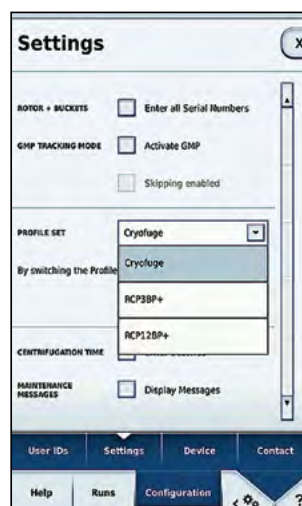 Settings
X
ROTOR + BUCKETS
Enter all Serial Numbers
GMP TRACKING MODE
Activate GMP
Skipping enabled
PROFILE SET
Cryofuge
By switching the Profile
Cryofuge
RCP3BP+
RCP12BP+
CENTRIFUGATION TIME
MAINTENANCE
MESSAGES
Display Messages
User IDs
Settings
Device
Contact
Help
Runs
Configuration
?